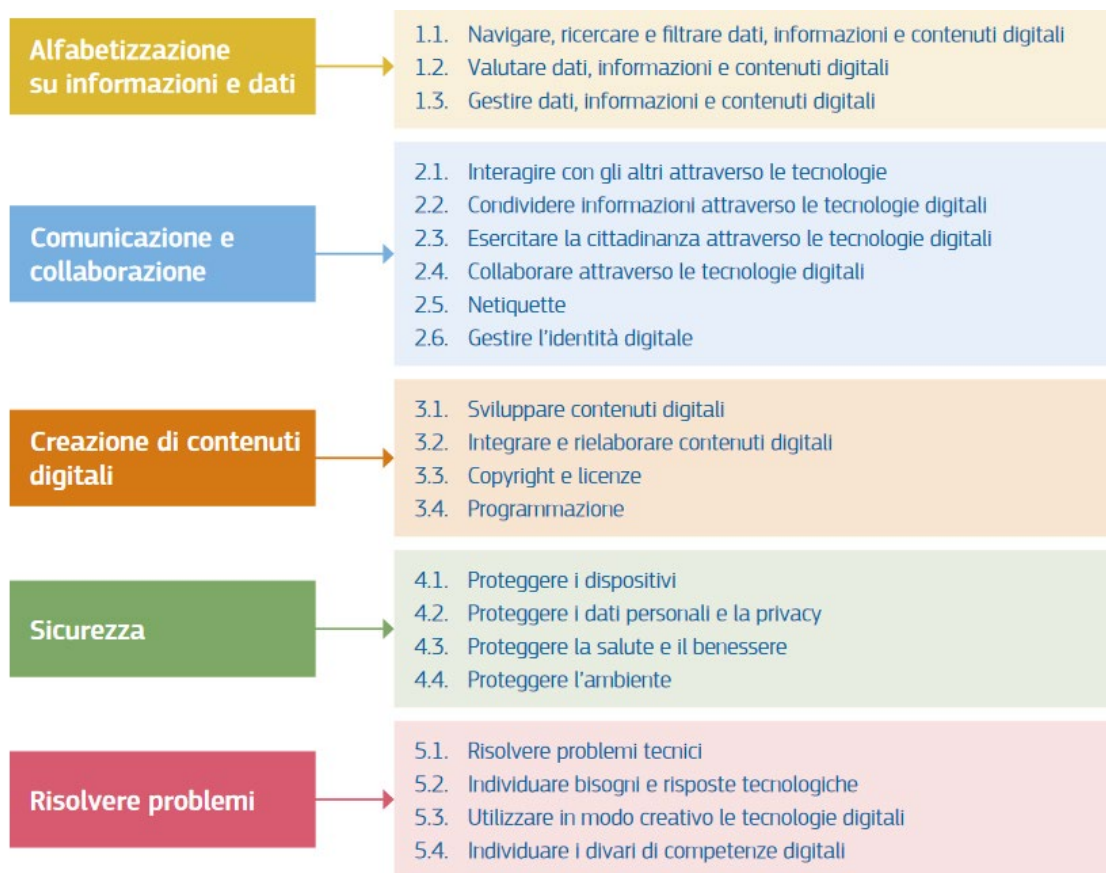 Alfabetizzazione
su informazioni e dati
1.1. Navigare, ricercare e filtrare dati, informazioni e contenuti digitali
1.2. Valutare dati, informazioni e contenuti digitali
1.3. Gestire dati, informazioni e contenuti digitali
Comunicazione e
collaborazione
2.1. Interagire con gli altri attraverso le tecnologie
2.2. Condividere informazioni attraverso le tecnologie digitali
2.3. Esercitare la cittadinanza attraverso le tecnologie digitali
2.4. Collaborare attraverso le tecnologie digitali
2.5. Netiquette
2.6. Gestire l'identità digitale
Creazione di contenuti
digitali
3.1. Sviluppare contenuti digitali
3.2. Integrare e rielaborare contenuti digitali
3.3. Copyright e licenze
3.4. Programmazione
Sicurezza
4.1. Proteggere i dispositivi
4.2. Proteggere i dati personali e la privacy
4.3. Proteggere la salute e il benessere
4.4. Proteggere l'ambiente
Risolvere problemi
5.1. Risolvere problemi tecnici
5.2. Individuare bisogni e risposte tecnologiche
5.3. Utilizzare in modo creativo le tecnologie digitali
5.4. Individuare i divari di competenze digitali